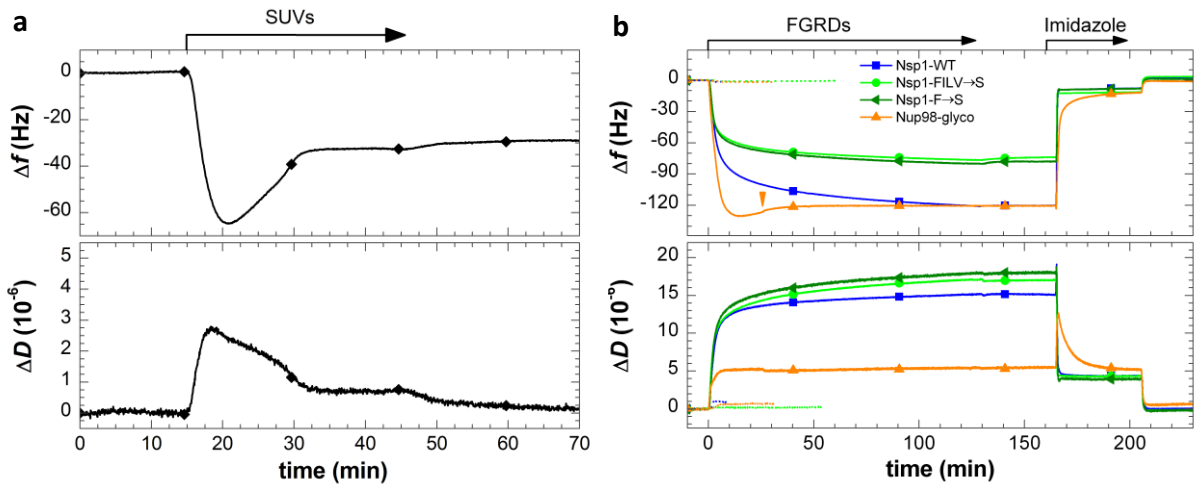 a
SUVs
Δf (Hz)
0
-20
-40
-60
ΔD (10⁻⁶)
5
4
3
2
1
0
0 10 20 30 40 50 60 70
time (min)
b
FGRDs
Imidazole
Nsp1-WT
Nsp1-FILV→S
Nsp1-F→S
Nup98-glyco
Δf (Hz)
0
-30
-60
-90
-120
ΔD (10⁻⁶)
20
15
10
5
0
0 50 100 150 200
time (min)